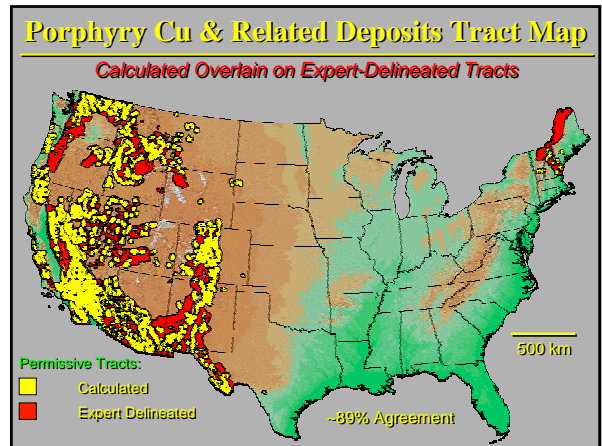 Porphyry Cu & Related Deposits Tract Map
Calculated Overlain on Expert-Delineated Tracts
500 km
Permissive Tracts:
Calculated
Expert Delineated
~89% Agreement